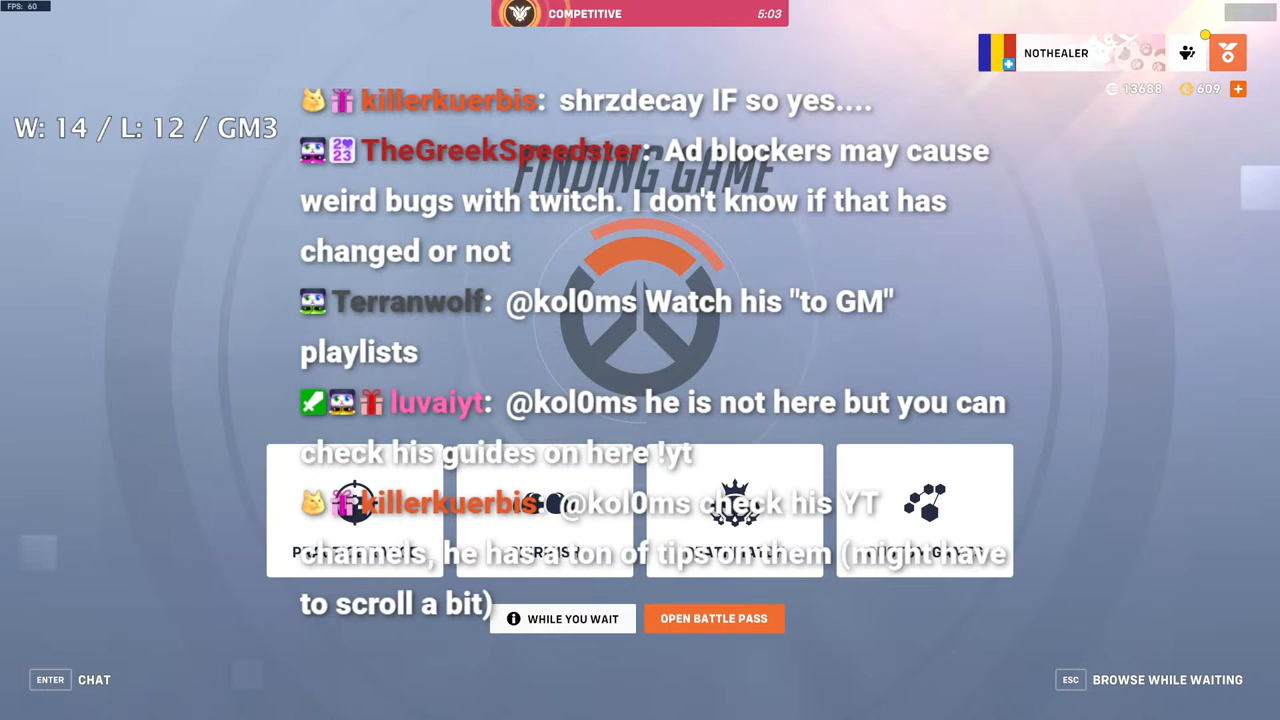 FPS: 60
COMPETITIVE 5:03
NOTHEALER
13688 609
W: 14 / L: 12 / GM3
killerkuerbis: shrzdecay IF so yes....
FINDING GAME
TheGreekSpeedster: Ad blockers may cause
weird bugs with twitch. I don't know if that has
changed or not
Terranwolf: @kol0ms Watch his "to GM"
playlists
luvaiyt: @kol0ms he is not here but you can
check his guides on here !yt
killerkuerbis: @kol0ms check his YT
channels, he has a ton of tips on them (might have
to scroll a bit)
WHILE YOU WAIT
OPEN BATTLE PASS
ENTER CHAT
ESC BROWSE WHILE WAITING